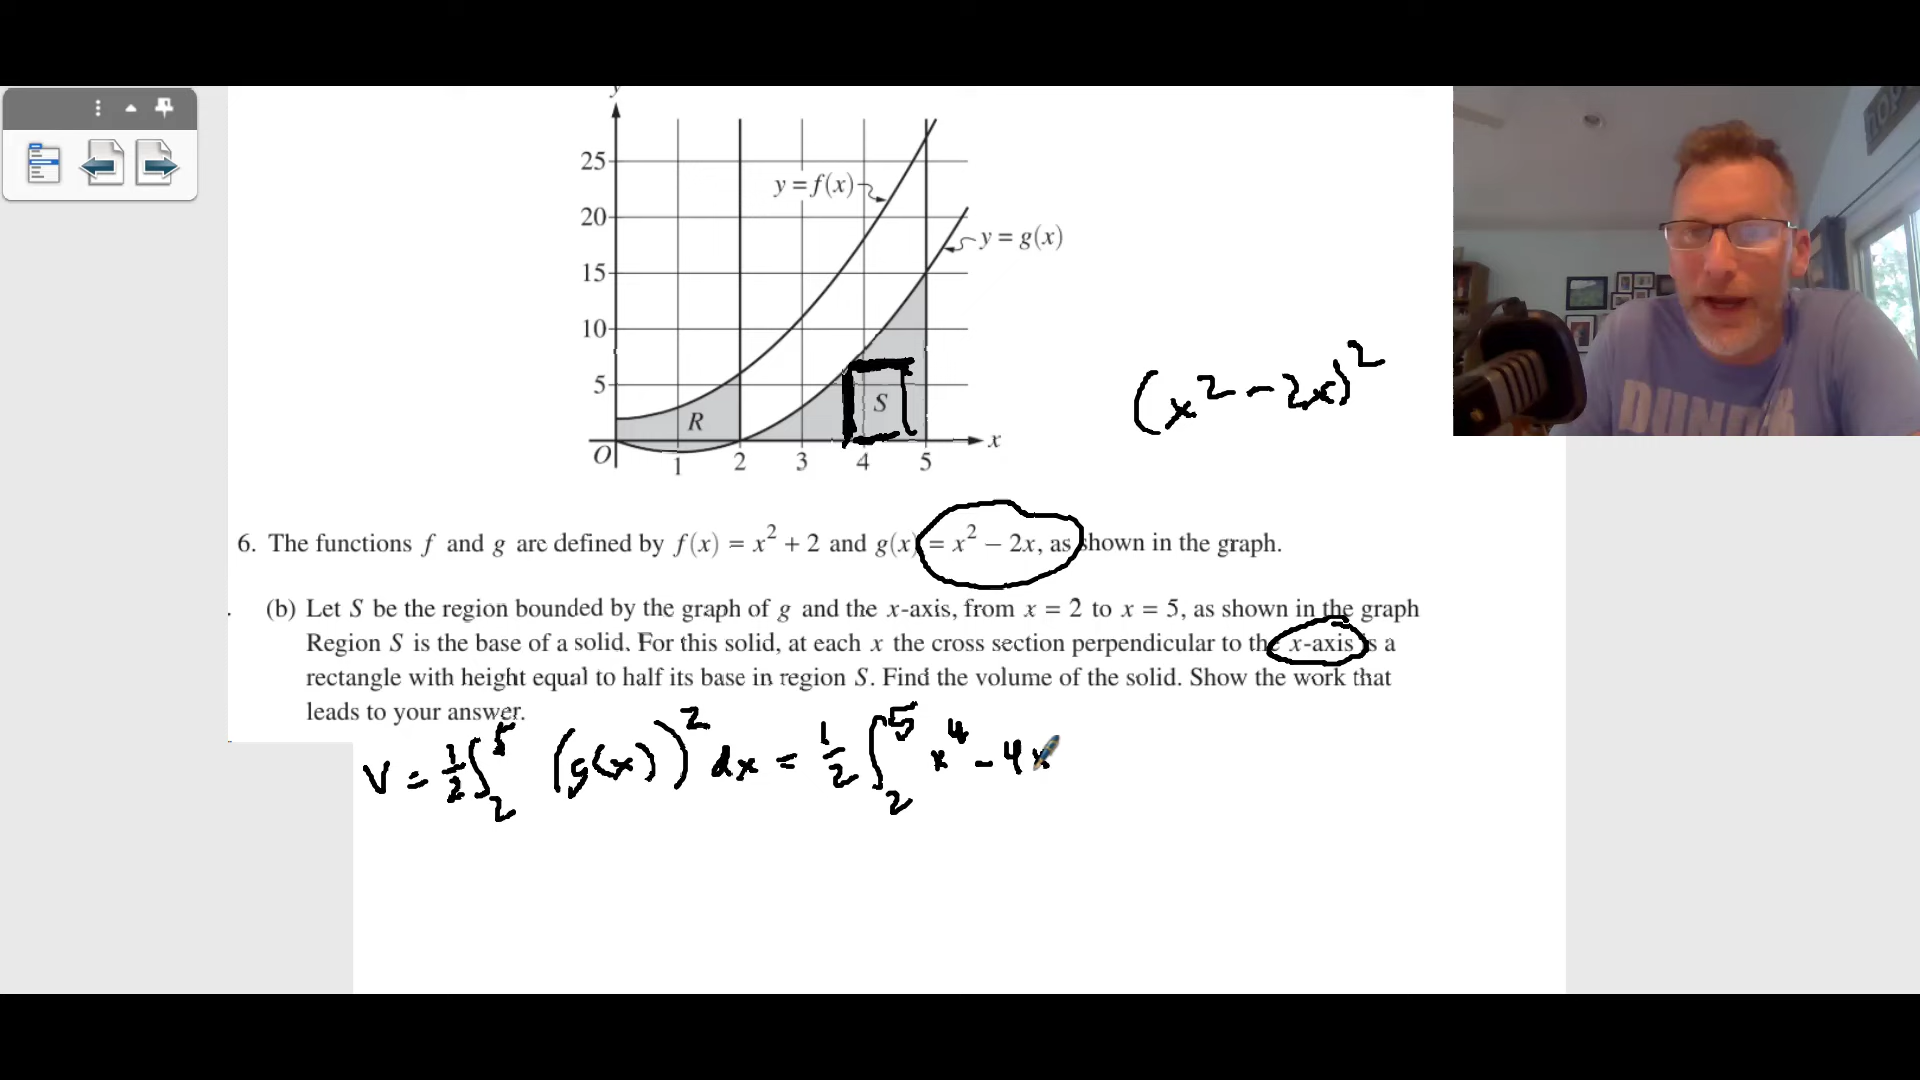 y
25
y = f(x)
20
y = g(x)
15
10
5
S
R
O 1 2 3 4 5 x
(x² − 2x)²
6. The functions f and g are defined by f(x) = x² + 2 and g(x) = x² − 2x, as shown in the graph.
(b) Let S be the region bounded by the graph of g and the x-axis, from x = 2 to x = 5, as shown in the graph
Region S is the base of a solid. For this solid, at each x the cross section perpendicular to the x-axis is a
rectangle with height equal to half its base in region S. Find the volume of the solid. Show the work that
leads to your answer.
V = ½ ∫₂⁵ (g(x))² dx = ½ ∫₂⁵ x⁴ − 4x